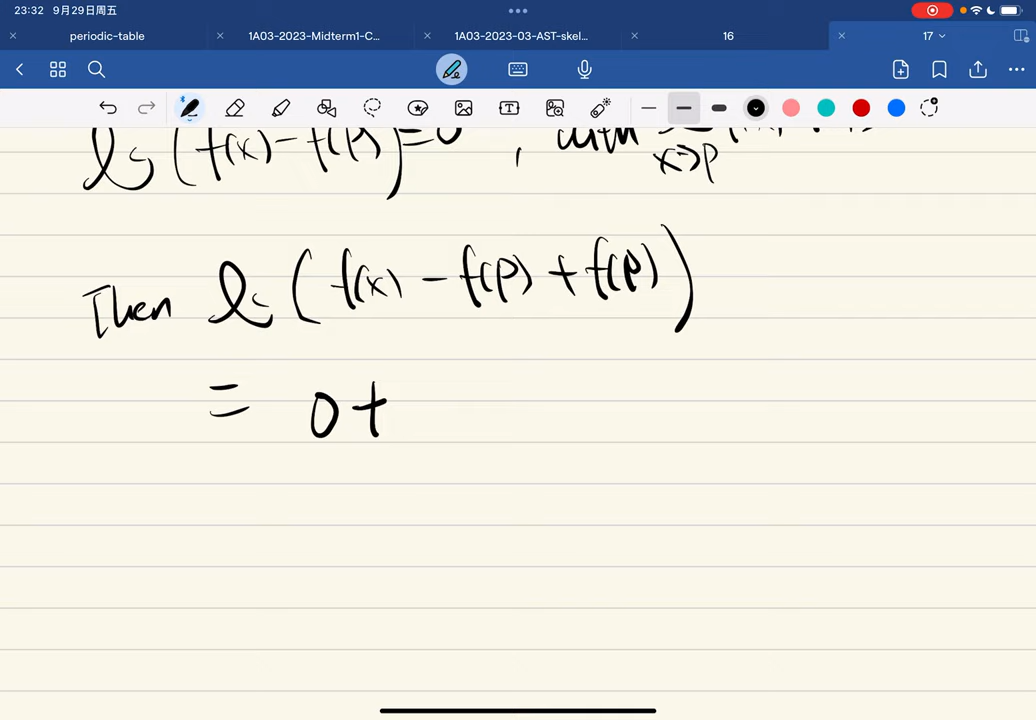 23:32 9月29日周五
periodic-table
1A03-2023-Midterm1-C...
1A03-2023-03-AST-skel...
16
17
(f(x) - f(p)) = 0 , with
x→p
Then (f(x) - f(p) + f(p))
= 0 +